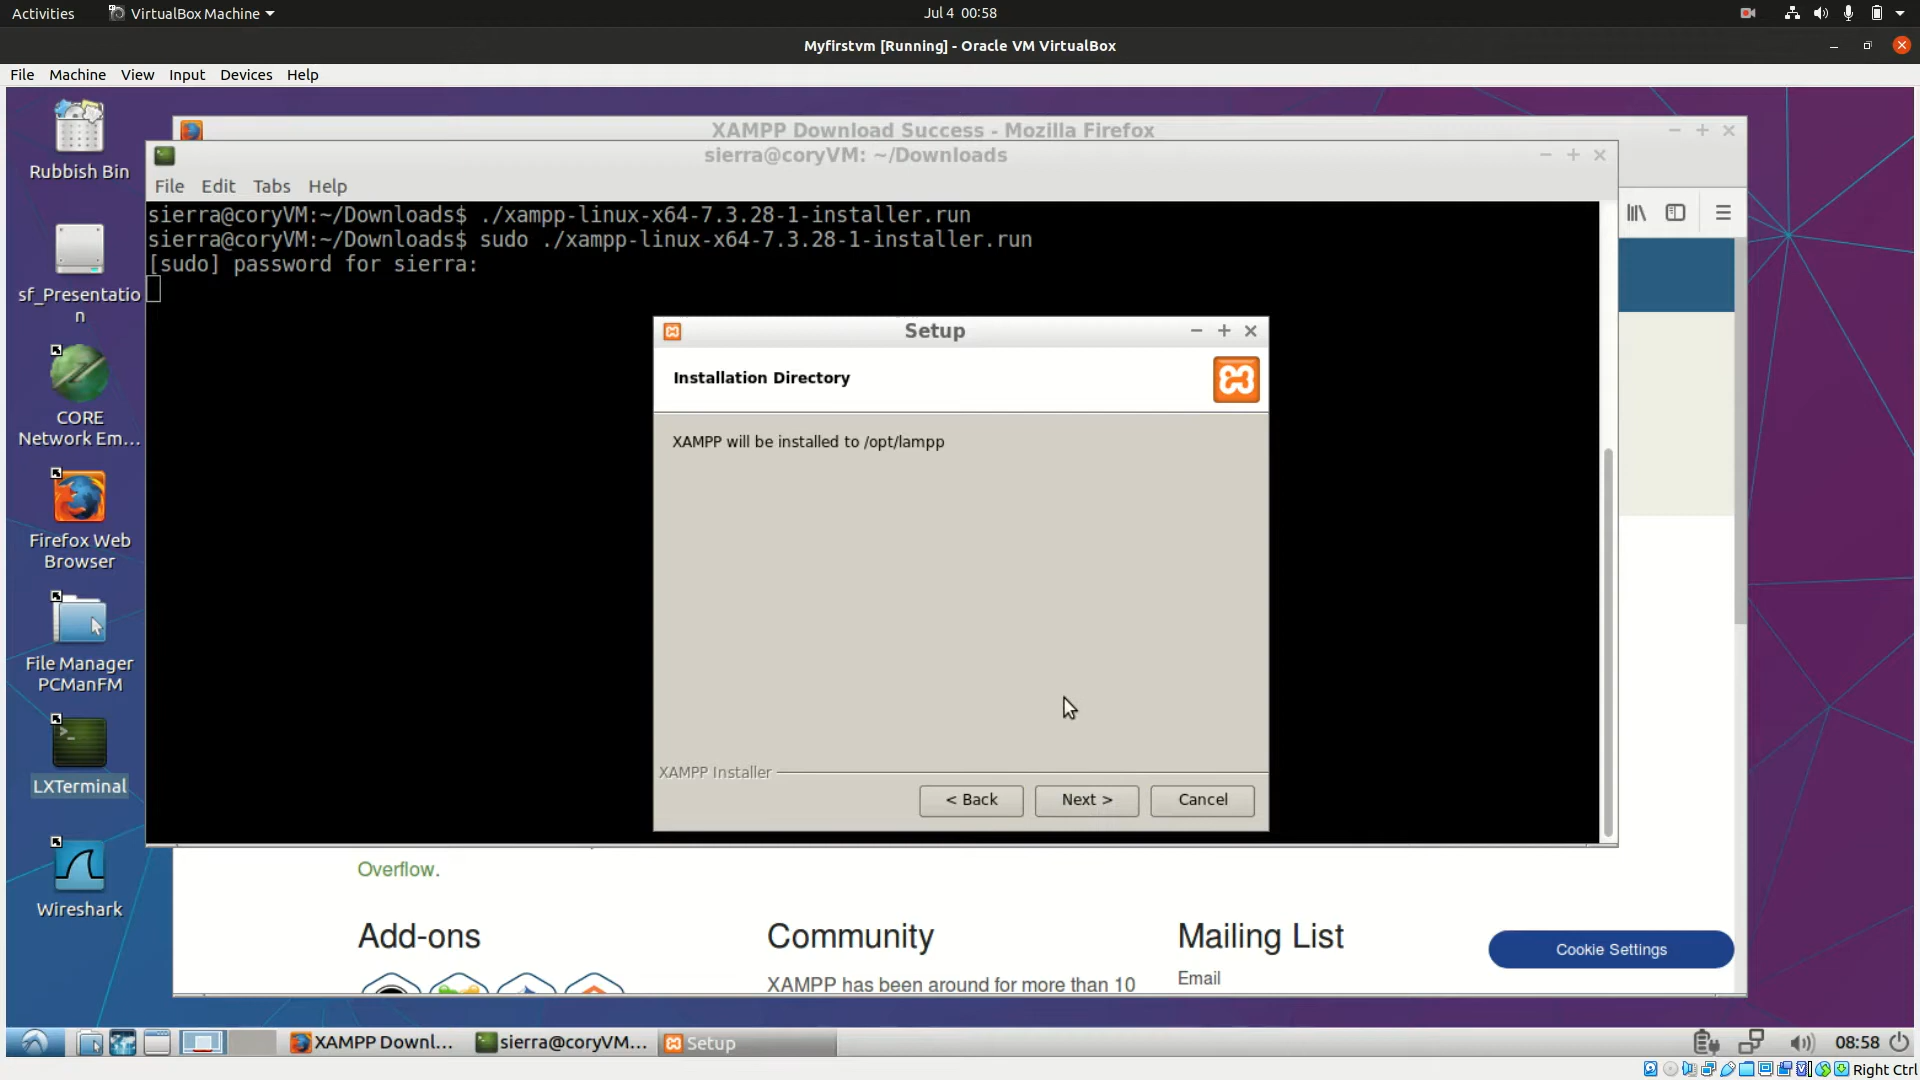 Activities
VirtualBox Machine
Jul 4 00:58
Myfirstvm [Running] - Oracle VM VirtualBox
File Machine View Input Devices Help
Rubbish Bin
sf_Presentatio
n
CORE
Network Em...
Firefox Web
Browser
File Manager
PCManFM
LXTerminal
Wireshark
XAMPP Download Success - Mozilla Firefox
sierra@coryVM: ~/Downloads
File Edit Tabs Help
sierra@coryVM:~/Downloads$ ./xampp-linux-x64-7.3.28-1-installer.run
sierra@coryVM:~/Downloads$ sudo ./xampp-linux-x64-7.3.28-1-installer.run
[sudo] password for sierra:
Setup
Installation Directory
XAMPP will be installed to /opt/lampp
XAMPP Installer
< Back
Next >
Cancel
Overflow.
Add-ons
Community
XAMPP has been around for more than 10
Mailing List
Email
Cookie Settings
XAMPP Downl...
sierra@coryVM...
Setup
08:58
Right Ctrl